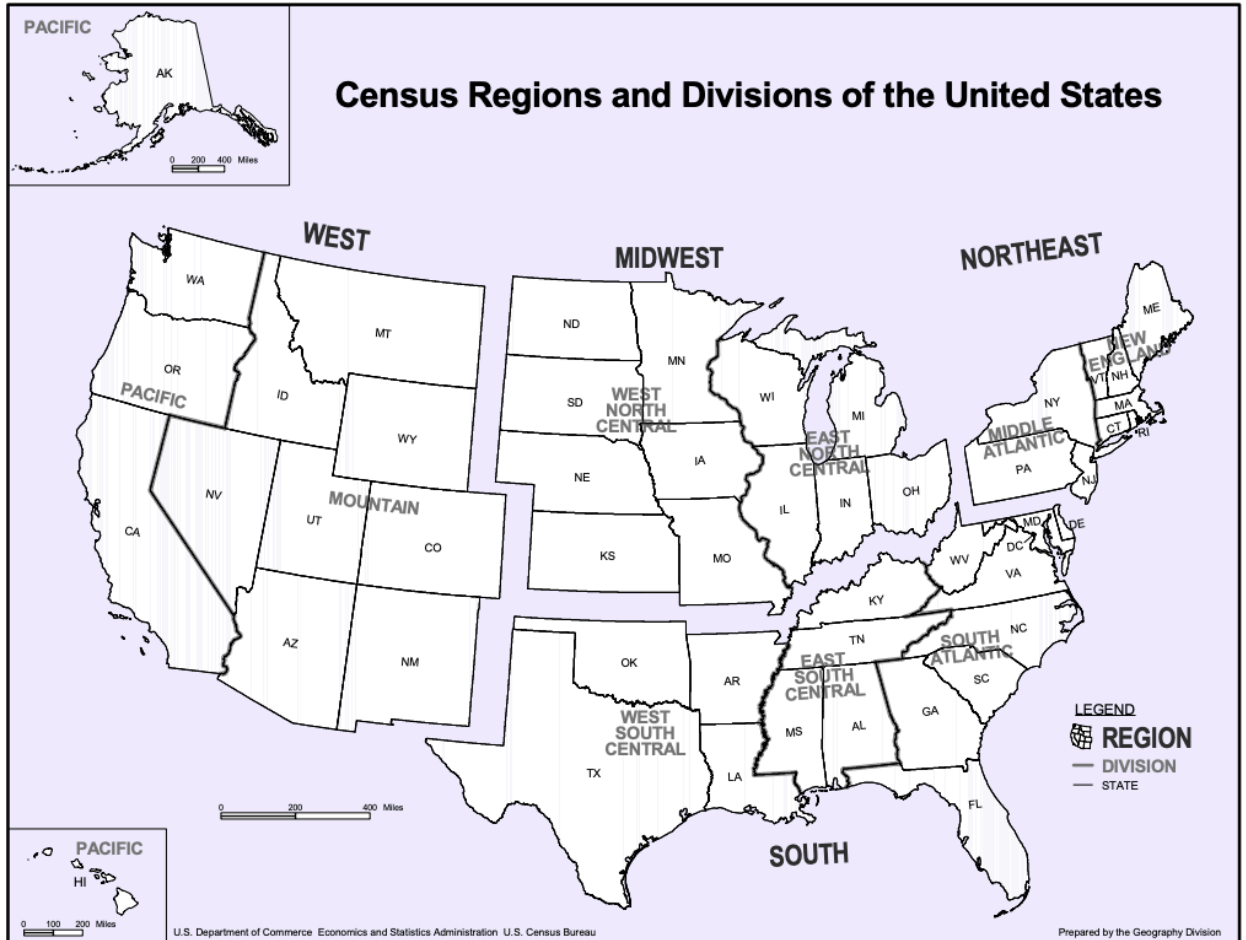 PACIFIC
AK
0 200 400 Miles
Census Regions and Divisions of the United States
WEST
MIDWEST
NORTHEAST
WA
MT
OR
PACIFIC
ID
WY
NV
MOUNTAIN
UT
CO
CA
AZ
NM
ND
MN
SD
WEST
NORTH
CENTRAL
NE
IA
KS
MO
WI
MI
EAST
NORTH
CENTRAL
IL
IN
OH
ME
NEW
ENGLAND
VT
NH
MA
CT
RI
NY
MIDDLE
ATLANTIC
PA
NJ
MD
DE
DC
WV
VA
NC
SOUTH
ATLANTIC
SC
GA
FL
KY
TN
EAST
SOUTH
CENTRAL
MS
AL
OK
AR
WEST
SOUTH
CENTRAL
TX
LA
SOUTH
LEGEND
REGION
DIVISION
STATE
0 200 400 Miles
PACIFIC
HI
0 100 200 Miles
U.S. Department of Commerce Economics and Statistics Administration U.S. Census Bureau
Prepared by the Geography Division